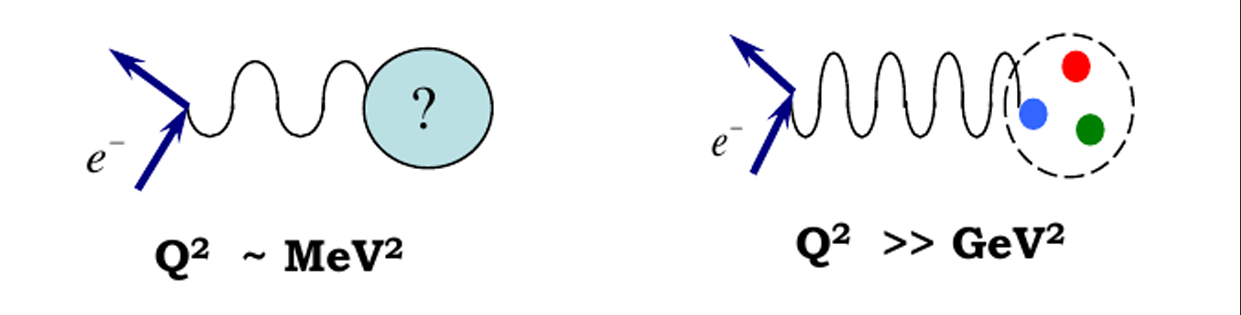 ?
e⁻
e⁻
Q² ~ MeV²
Q² >> GeV²